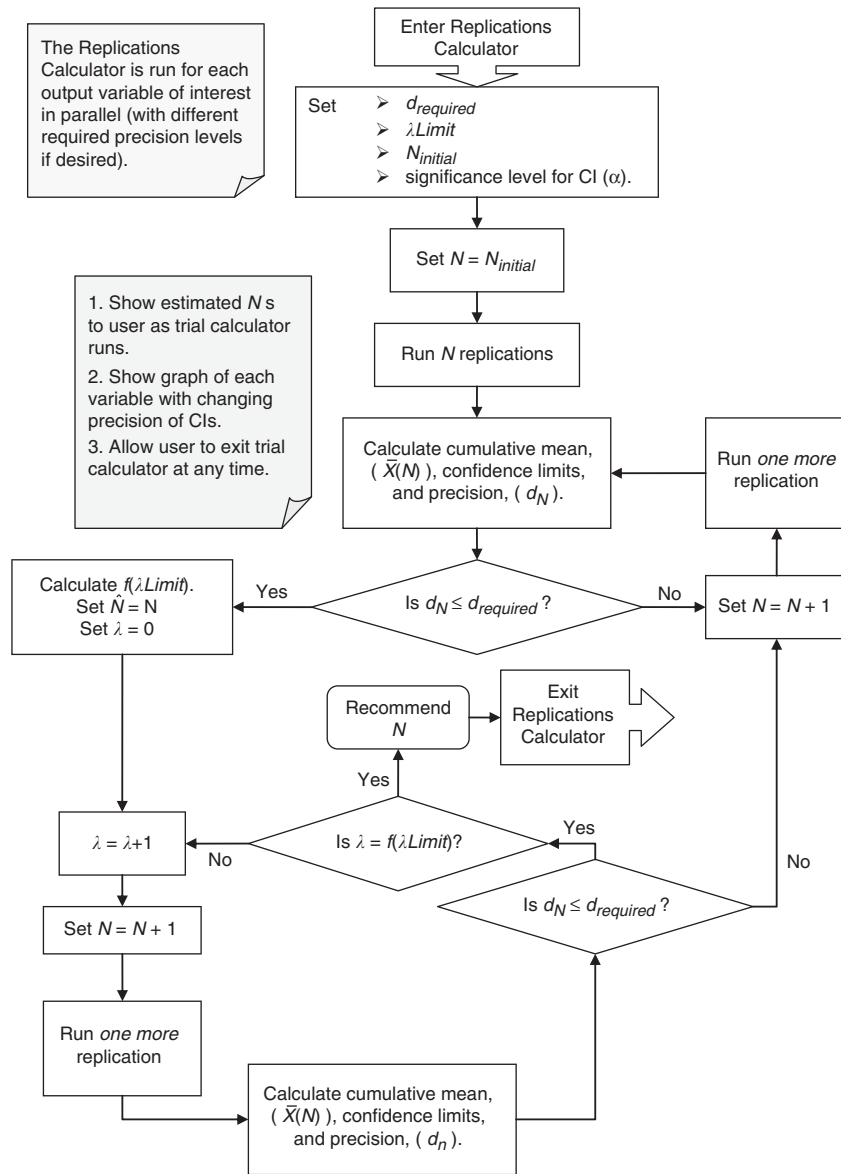 The Replications
Calculator is run for each
output variable of interest
in parallel (with different
required precision levels
if desired).
Enter Replications
Calculator
Set
➢ d_required
➢ λLimit
➢ N_initial
➢ significance level for CI (α).
Set N = N_initial
1. Show estimated N s
to user as trial calculator
runs.
2. Show graph of each
variable with changing
precision of CIs.
3. Allow user to exit trial
calculator at any time.
Run N replications
Calculate cumulative mean,
( X̄(N) ), confidence limits,
and precision, ( d_N ).
Run one more
replication
Calculate f(λLimit).
Set N̂ = N
Set λ = 0
Yes
Is d_N ≤ d_required ?
No
Set N = N + 1
Recommend
N
Exit
Replications
Calculator
Yes
λ = λ+1
No
Is λ = f(λLimit)?
Yes
Is d_N ≤ d_required ?
No
Set N = N + 1
Run one more
replication
Calculate cumulative mean,
( X̄(N) ), confidence limits,
and precision, ( d_n ).